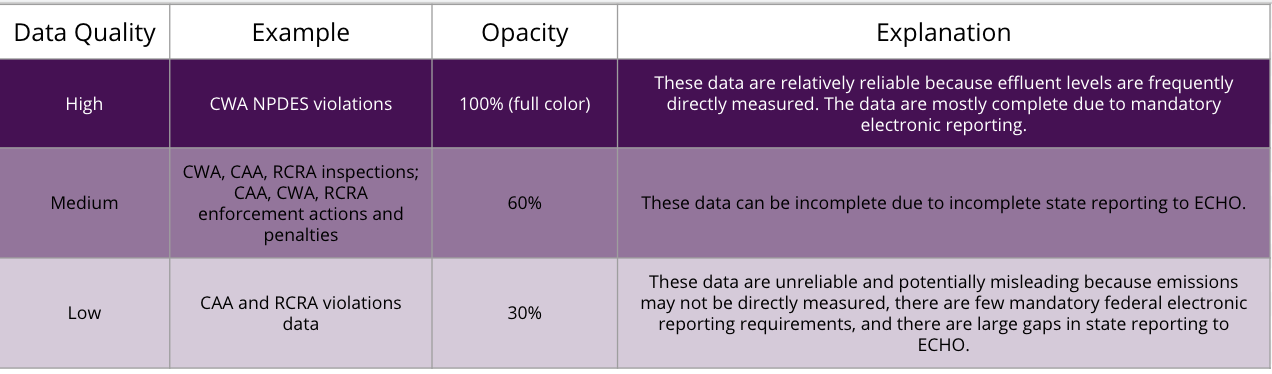 Data Quality
Example
Opacity
Explanation
High
CWA NPDES violations
100% (full color)
These data are relatively reliable because effluent levels are frequently
directly measured. The data are mostly complete due to mandatory
electronic reporting.
Medium
CWA, CAA, RCRA inspections;
CAA, CWA, RCRA
enforcement actions and
penalties
60%
These data can be incomplete due to incomplete state reporting to ECHO.
Low
CAA and RCRA violations
data
30%
These data are unreliable and potentially misleading because emissions
may not be directly measured, there are few mandatory federal electronic
reporting requirements, and there are large gaps in state reporting to
ECHO.